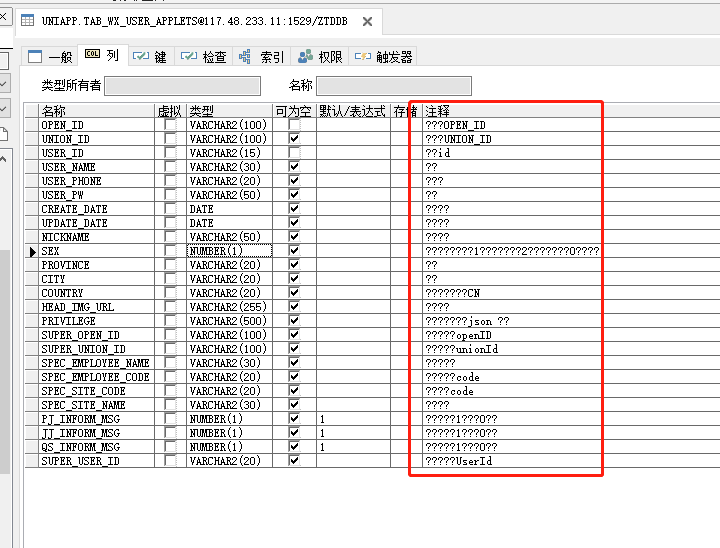 UNIAPP.TAB_WX_USER_APPLETS@117.48.233.11:1529/ZTDDB
一般 COL 列 键 检查 索引 权限 触发器
类型所有者 名称
名称 虚拟 类型 可为空 默认/表达式 存储 注释
OPEN_ID VARCHAR2(100) ???OPEN_ID
UNION_ID VARCHAR2(100) ???UNION_ID
USER_ID VARCHAR2(15) ??id
USER_NAME VARCHAR2(30) ??
USER_PHONE VARCHAR2(20) ???
USER_PW VARCHAR2(50) ??
CREATE_DATE DATE ????
UPDATE_DATE DATE ????
NICKNAME VARCHAR2(50) ????
SEX NUMBER(1) ????????1???????2???????0????
PROVINCE VARCHAR2(20) ??
CITY VARCHAR2(20) ??
COUNTRY VARCHAR2(20) ???????CN
HEAD_IMG_URL VARCHAR2(255) ????
PRIVILEGE VARCHAR2(500) ???????json ??
SUPER_OPEN_ID VARCHAR2(100) ?????openID
SUPER_UNION_ID VARCHAR2(100) ?????unionId
SPEC_EMPLOYEE_NAME VARCHAR2(30) ?????
SPEC_EMPLOYEE_CODE VARCHAR2(20) ?????code
SPEC_SITE_CODE VARCHAR2(20) ????code
SPEC_SITE_NAME VARCHAR2(30) ????
PJ_INFORM_MSG NUMBER(1) 1 ?????1???0??
JJ_INFORM_MSG NUMBER(1) 1 ?????1???0??
QS_INFORM_MSG NUMBER(1) 1 ?????1???0??
SUPER_USER_ID VARCHAR2(20) ?????UserId